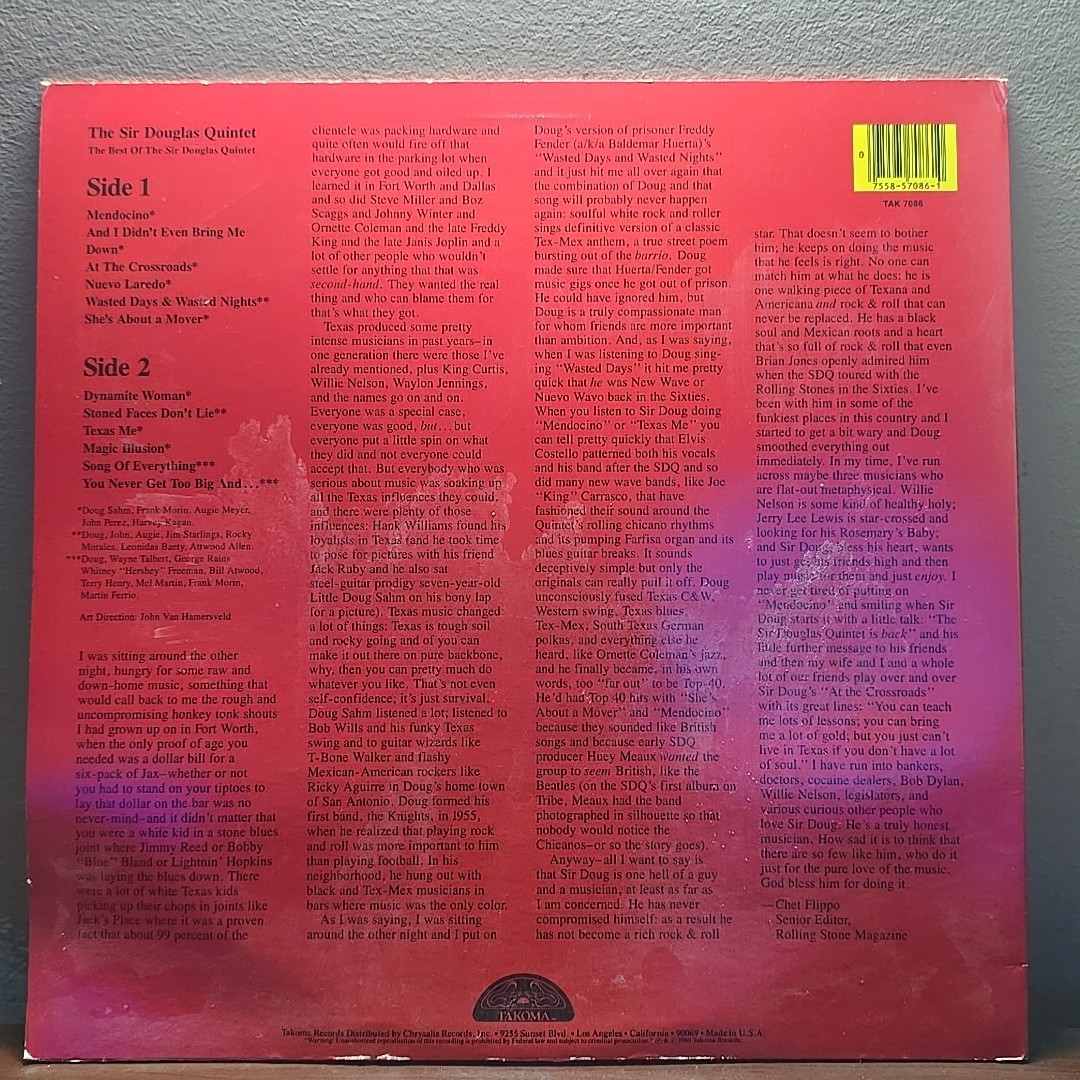 The Sir Douglas Quintet
The Best Of The Sir Douglas Quintet
Side 1
Mendocino*
And I Didn't Even Bring Me
Down*
At The Crossroads*
Nuevo Laredo*
Wasted Days & Wasted Nights**
She's About a Mover*
Side 2
Dynamite Woman*
Stoned Faces Don't Lie**
Texas Me*
Magic Illusion*
Song Of Everything***
You Never Get Too Big And...***
*Doug Sahm, Frank Morin, Augie Meyer,
John Perez, Harvey Kagan.
**Doug, John, Augie, Jim Starlings, Rocky
Morales, Leonidas Baety, Attwood Allen.
***Doug, Wayne Talbert, George Rains
Whitney "Hershey" Freeman, Bill Atwood,
Terry Henry, Mel Martin, Frank Morin,
Martin Ferrio.
Art Direction: John Van Hamersveld
I was sitting around the other
night, hungry for some raw and
down-home music, something that
would call back to me the rough and
uncompromising honkey tonk shouts
I had grown up on in Fort Worth,
when the only proof of age you
needed was a dollar bill for a
six-pack of Jax–whether or not
you had to stand on your tiptoes to
lay that dollar on the bar was no
never-mind–and it didn't matter that
you were a white kid in a stone blues
joint where Jimmy Reed or Bobby
"Blue" Bland or Lightnin' Hopkins
was laying the blues down. There
were a lot of white Texas kids
picking up their chops in joints like
Jack's Place where it was a proven
fact that about 99 percent of the
clientele was packing hardware and
quite often would fire off that
hardware in the parking lot when
everyone got good and oiled up. I
learned it in Fort Worth and Dallas
and so did Steve Miller and Boz
Scaggs and Johnny Winter and
Ornette Coleman and the late Freddy
King and the late Janis Joplin and a
lot of other people who wouldn't
settle for anything that that was
second-hand. They wanted the real
thing and who can blame them for
that's what they got.
Texas produced some pretty
intense musicians in past years–in
one generation there were those I've
already mentioned, plus King Curtis,
Willie Nelson, Waylon Jennings,
and the names go on and on.
Everyone was a special case,
everyone was good, but...but
everyone put a little spin on what
they did and not everyone could
accept that. But everybody who was
serious about music was soaking up
all the Texas influences they could,
and there were plenty of those
influences: Hank Williams found his
loyalists in Texas (and he took time
to pose for pictures with his friend
Jack Ruby and he also sat
steel-guitar prodigy seven-year-old
Little Doug Sahm on his bony lap
for a picture). Texas music changed
a lot of things: Texas is tough soil
and rocky going and of you can
make it out there on pure backbone,
why, then you can pretty much do
whatever you like. That's not even
self-confidence; it's just survival.
Doug Sahm listened a lot; listened to
Bob Wills and his funky Texas
swing and to guitar wizards like
T-Bone Walker and flashy
Mexican-American rockers like
Ricky Aguirre in Doug's home town
of San Antonio. Doug formed his
first band, the Knights, in 1955,
when he realized that playing rock
and roll was more important to him
than playing football. In his
neighborhood, he hung out with
black and Tex-Mex musicians in
bars where music was the only color.
As I was saying, I was sitting
around the other night and I put on
Doug's version of prisoner Freddy
Fender (a/k/a Baldemar Huerta)'s
"Wasted Days and Wasted Nights"
and it just hit me all over again that
the combination of Doug and that
song will probably never happen
again: soulful white rock and roller
sings definitive version of a classic
Tex-Mex anthem, a true street poem
bursting out of the barrio. Doug
made sure that Huerta/Fender got
music gigs once he got out of prison.
He could have ignored him, but
Doug is a truly compassionate man
for whom friends are more important
than ambition. And, as I was saying,
when I was listening to Doug sing-
ing "Wasted Days" it hit me pretty
quick that he was New Wave or
Nuevo Wavo back in the Sixties.
When you listen to Sir Doug doing
"Mendocino" or "Texas Me" you
can tell pretty quickly that Elvis
Costello patterned both his vocals
and his band after the SDQ and so
did many new wave bands, like Joe
"King" Carrasco, that have
fashioned their sound around the
Quintet's rolling chicano rhythms
and its pumping Farfisa organ and its
blues guitar breaks. It sounds
deceptively simple but only the
originals can really pull it off. Doug
unconsciously fused Texas C&W,
Western swing, Texas blues,
Tex-Mex, South Texas German
polkas, and everything else he
heard, like Ornette Coleman's jazz,
and he finally became, in his own
words, too "far out" to be Top-40.
He'd had Top 40 hits with "She's
About a Mover" and "Mendocino"
because they sounded like British
songs and because early SDQ
producer Huey Meaux wanted the
group to seem British, like the
Beatles (on the SDQ's first album on
Tribe, Meaux had the band
photographed in silhouette so that
nobody would notice the
Chicanos–or so the story goes).
Anyway–all I want to say is
that Sir Doug is one hell of a guy
and a musician, at least as far as
I am concerned. He has never
compromised himself: as a result he
has not become a rich rock & roll
0
7558-57086-1
TAK 7086
star. That doesn't seem to bother
him; he keeps on doing the music
that he feels is right. No one can
match him at what he does: he is
one walking piece of Texana and
Americana and rock & roll that can
never be replaced. He has a black
soul and Mexican roots and a heart
that's so full of rock & roll that even
Brian Jones openly admired him
when the SDQ toured with the
Rolling Stones in the Sixties. I've
been with him in some of the
funkiest places in this country and I
started to get a bit wary and Doug
smoothed everything out
immediately. In my time, I've run
across maybe three musicians who
are flat-out metaphysical. Willie
Nelson is some kind of healthy holy;
Jerry Lee Lewis is star-crossed and
looking for his Rosemary's Baby;
and Sir Doug, bless his heart, wants
to just get his friends high and then
play music for them and just enjoy. I
never get tired of putting on
"Mendocino" and smiling when Sir
Doug starts it with a little talk: "The
Sir Douglas Quintet is back" and his
little further message to his friends
and then my wife and I and a whole
lot of our friends play over and over
Sir Doug's "At the Crossroads"
with its great lines: "You can teach
me lots of lessons; you can bring
me a lot of gold; but you just can't
live in Texas if you don't have a lot
of soul." I have run into bankers,
doctors, cocaine dealers, Bob Dylan,
Willie Nelson, legislators, and
various curious other people who
love Sir Doug. He's a truly honest
musician. How sad it is to think that
there are so few like him, who do it
just for the pure love of the music.
God bless him for doing it.
—Chet Flippo
Senior Editor,
Rolling Stone Magazine
TAKOMA
Takoma Records Distributed by Chrysalis Records, Inc. • 9255 Sunset Blvd. • Los Angeles • California • 90069 • Made in U.S.A.
"Warning: Unauthorized reproduction of this recording is prohibited by Federal law and subject to criminal prosecution." ℗ & © 1980 Takoma Records.